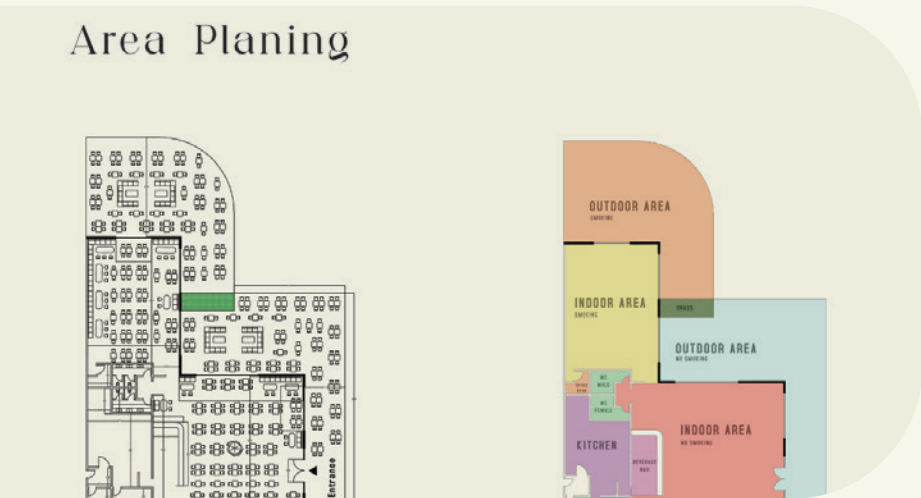 Area Planing
Entrance
OUTDOOR AREA
SMOKING
INDOOR AREA
SMOKING
GRASS
OUTDOOR AREA
NO SMOKING
WC
MALE
WC
FEMALE
INDOOR AREA
NO SMOKING
KITCHEN
BEVERAGE
BAR